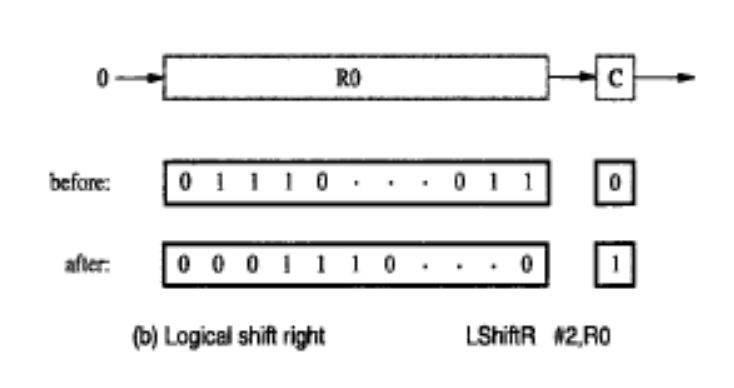 0 R0 C
before: 0 1 1 1 0 · · · 0 1 1 0
after: 0 0 0 1 1 1 0 · · · 0 1
(b) Logical shift right LShiftR #2,R0